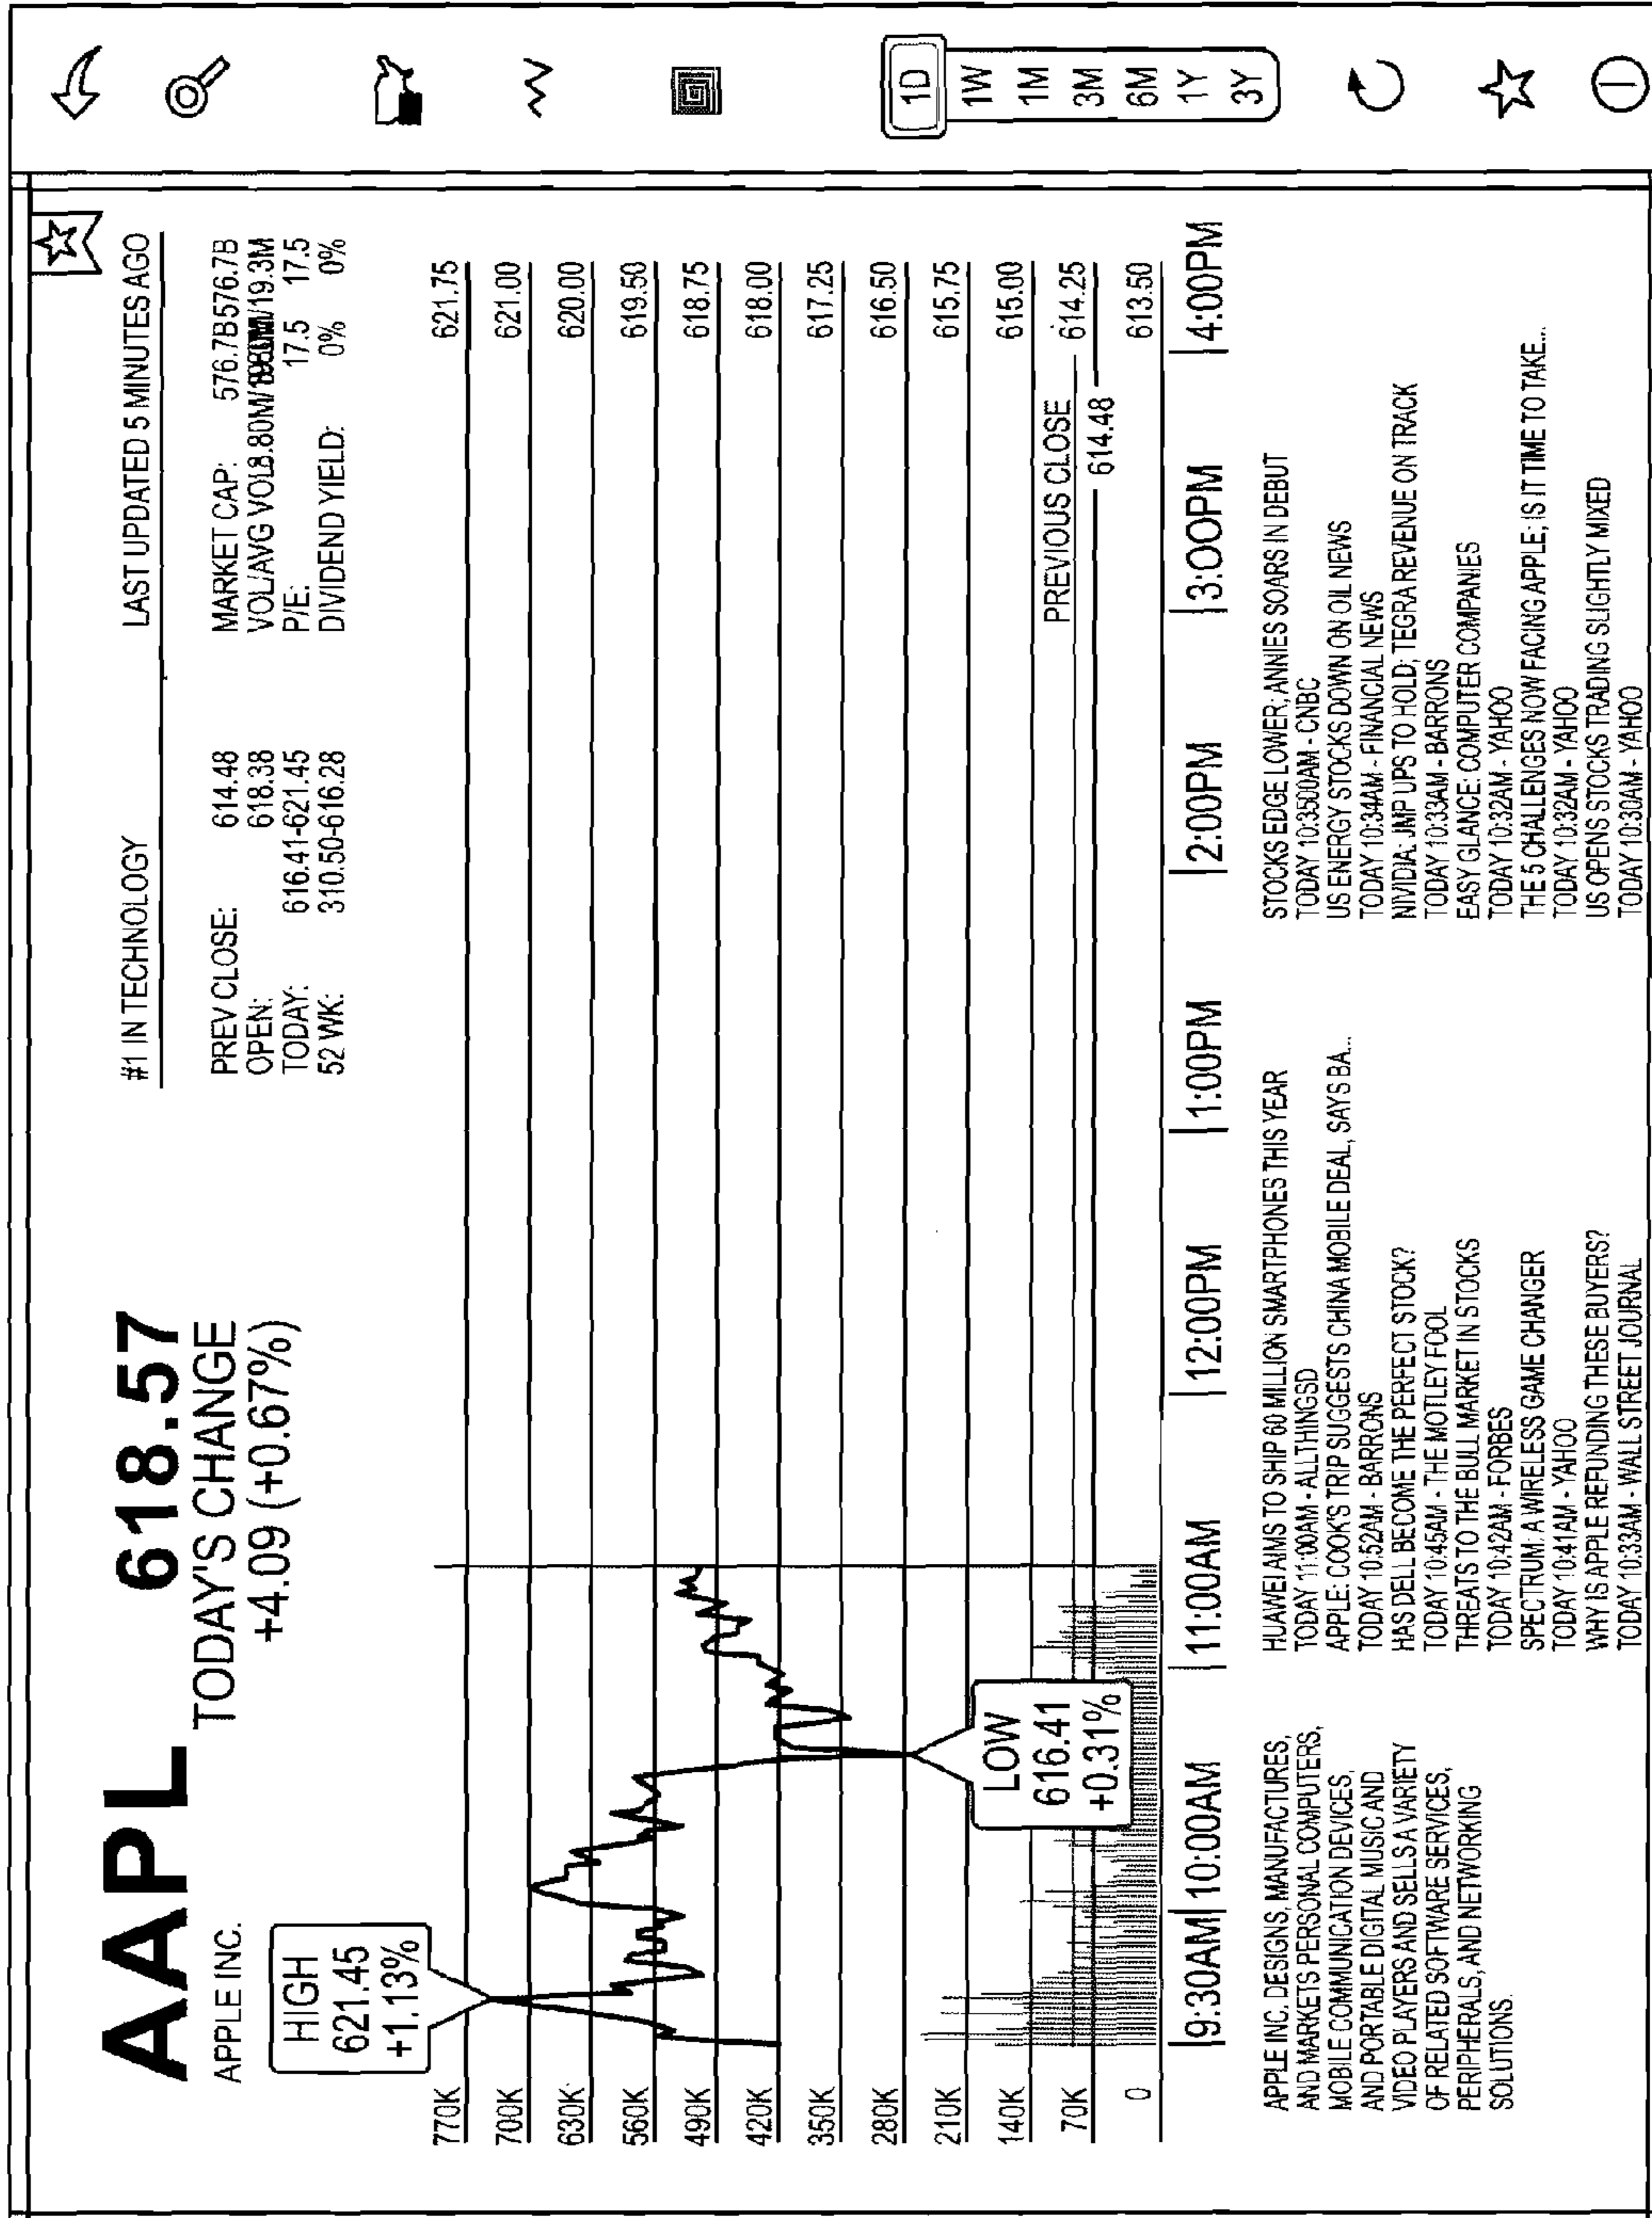 AAPL 618.57
APPLE INC.
TODAY'S CHANGE
+4.09 (+0.67%)
#1 IN TECHNOLOGY
LAST UPDATED 5 MINUTES AGO
PREV CLOSE: 614.48
OPEN: 618.38
TODAY: 616.41-621.45
52 WK: 310.50-616.28
MARKET CAP: 576.7B576.7B
VOL/AVG VOL
P/E: 17.5 17.5
DIVIDEND YIELD: 0% 0%
HIGH
621.45
+1.13%
770K 621.75
700K 621.00
630K 620.00
560K 619.50
490K 618.75
420K 618.00
350K 617.25
280K 616.50
210K 615.75
140K 615.00
70K 614.25
0 613.50
LOW
616.41
+0.31%
PREVIOUS CLOSE
614.48
9:30AM 10:00AM 11:00AM 12:00PM 1:00PM 2:00PM 3:00PM 4:00PM
APPLE INC. DESIGNS, MANUFACTURES,
AND MARKETS PERSONAL COMPUTERS,
MOBILE COMMUNICATION DEVICES,
AND PORTABLE DIGITAL MUSIC AND
VIDEO PLAYERS AND SELLS A VARIETY
OF RELATED SOFTWARE SERVICES,
PERIPHERALS, AND NETWORKING
SOLUTIONS.
HUAWEI AIMS TO SHIP 60 MILLION SMARTPHONES THIS YEAR
TODAY 11:00AM - ALLTHINGSD
APPLE: COOK'S TRIP SUGGESTS CHINA MOBILE DEAL, SAYS BA...
TODAY 10:52AM - BARRONS
HAS DELL BECOME THE PERFECT STOCK?
TODAY 10:45AM - THE MOTLEY FOOL
THREATS TO THE BULL MARKET IN STOCKS
TODAY 10:42AM - FORBES
SPECTRUM: A WIRELESS GAME CHANGER
TODAY 10:41AM - YAHOO
WHY IS APPLE REFUNDING THESE BUYERS?
TODAY 10:33AM - WALL STREET JOURNAL
STOCKS EDGE LOWER; ANNIES SOARS IN DEBUT
TODAY 10:3500AM - CNBC
US ENERGY STOCKS DOWN ON OIL NEWS
TODAY 10:34AM - FINANCIAL NEWS
NIVIDIA: JMP UPS TO HOLD; TEGRA REVENUE ON TRACK
TODAY 10:33AM - BARRONS
EASY GLANCE: COMPUTER COMPANIES
TODAY 10:32AM - YAHOO
THE 5 CHALLENGES NOW FACING APPLE; IS IT TIME TO TAKE...
TODAY 10:32AM - YAHOO
US OPENS STOCKS TRADING SLIGHTLY MIXED
TODAY 10:30AM - YAHOO
1D
1W
1M
3M
6M
1Y
3Y